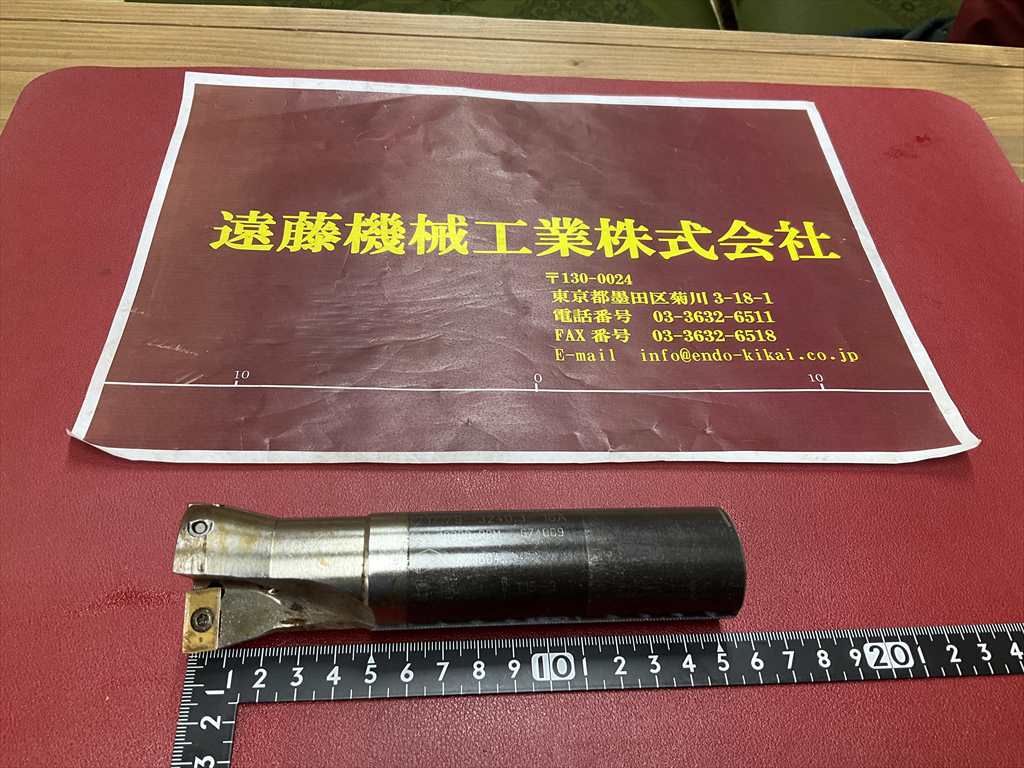 遠藤機械工業株式会社
〒130-0024
東京都墨田区菊川 3-18-1
電話番号 03-3632-6511
FAX 番号 03-3632-6518
E-mail info@endo-kikai.co.jp
10 0 10
1 2 3 4 5 6 7 8 9 10 1 2 3 4 5 6 7 8 9 20 1 2 3 4
1
2
3